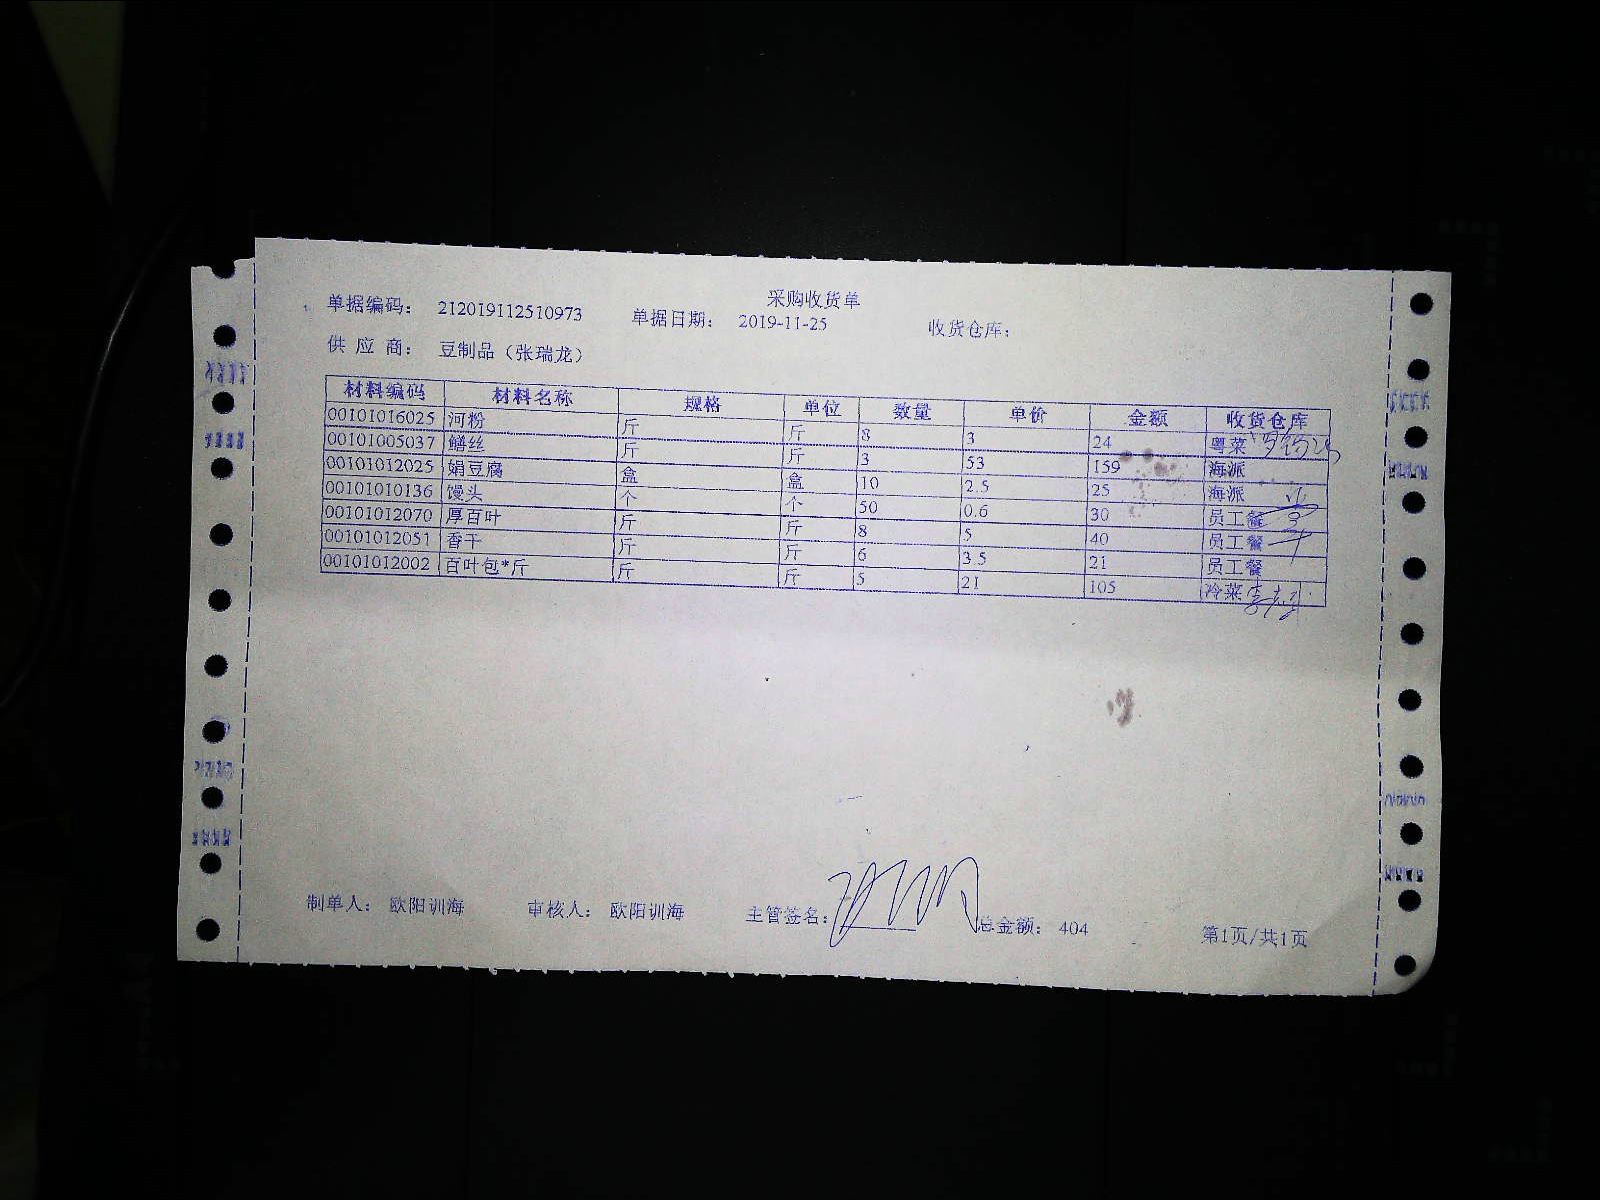 采购收货单
单据编码： 212019112510973 单据日期： 2019-11-25 收货仓库：
供 应 商： 豆制品（张瑞龙）
材料编码 材料名称 规格 单位 数量 单价 金额 收货仓库
00101016025 河粉 斤 斤 8 3 24 粤菜
00101005037 鳝丝 斤 斤 3 53 159 海派
00101012025 娟豆腐 盒 盒 10 2.5 25 海派
00101010136 馒头 个 个 50 0.6 30 员工餐
00101012070 厚百叶 斤 斤 8 5 40 员工餐
00101012051 香干 斤 斤 6 3.5 21 员工餐
00101012002 百叶包*斤 斤 斤 5 21 105 冷菜
制单人： 欧阳训海 审核人： 欧阳训海 主管签名： 总金额： 404 第1页/共1页